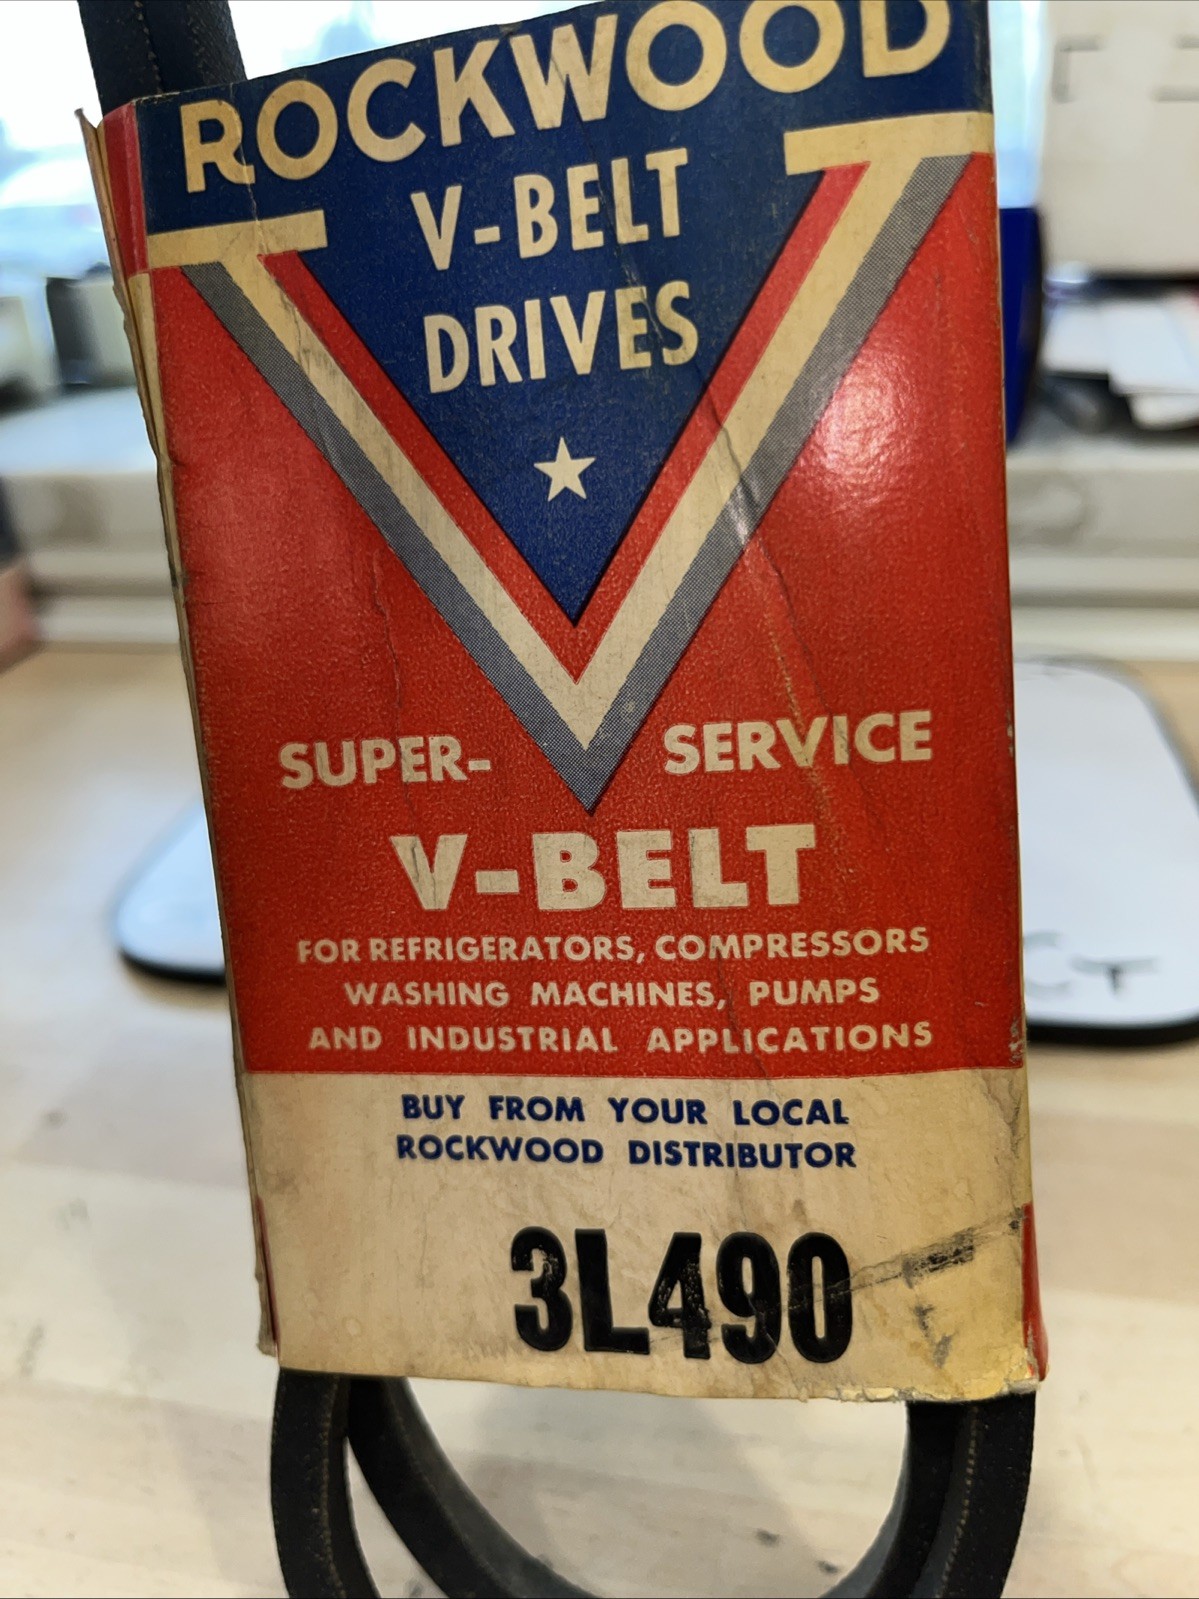 ROCKWOOD
V-BELT
DRIVES
SUPER- SERVICE
V-BELT
FOR REFRIGERATORS, COMPRESSORS
WASHING MACHINES, PUMPS
AND INDUSTRIAL APPLICATIONS
BUY FROM YOUR LOCAL
ROCKWOOD DISTRIBUTOR
3L490